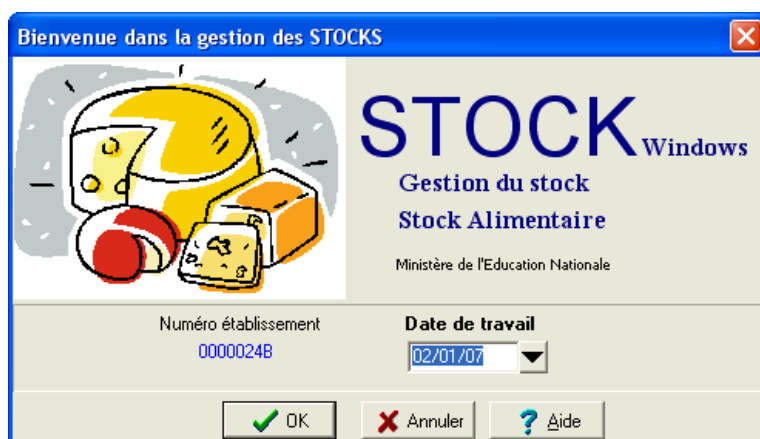 Bienvenue dans la gestion des STOCKS
STOCK Windows
Gestion du stock
Stock Alimentaire
Ministère de l'Education Nationale
Numéro établissement
Date de travail
0000024B
02/01/07
OK
Annuler
Aide